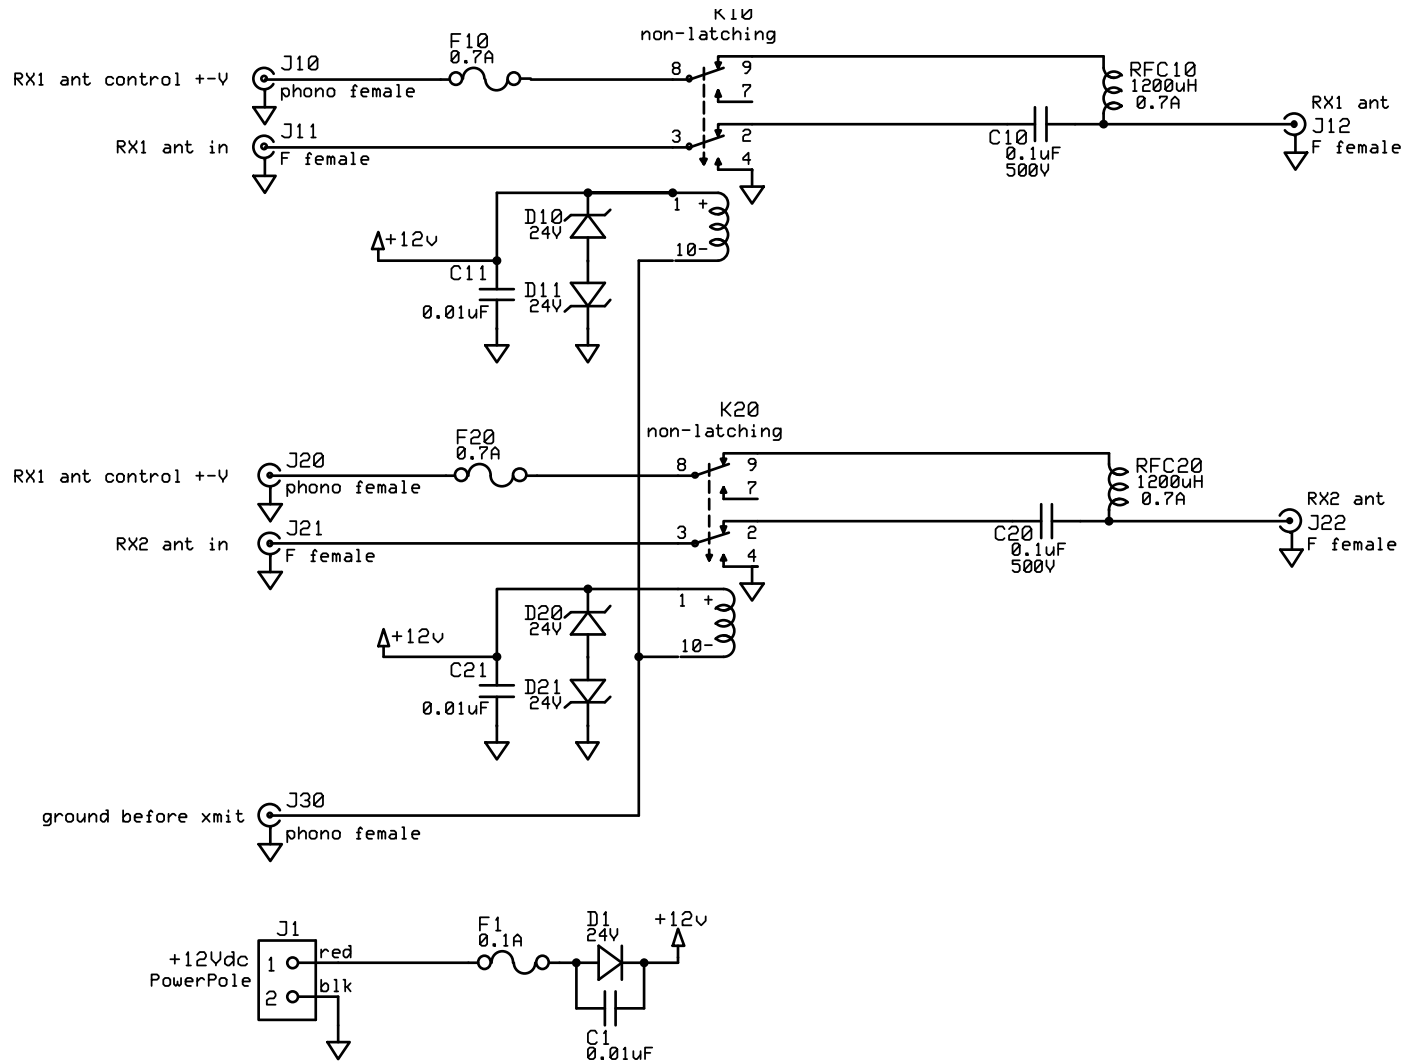 K10
non-latching
F10
0.7A
J10
RX1 ant control +-V
phono female
8
9
7
RFC10
1200uH
0.7A
RX1 ant
J12
F female
J11
RX1 ant in
F female
3
2
4
C10
0.1uF
500V
1 +
10-
D10
24V
+12v
C11
0.01uF
D11
24V
K20
non-latching
F20
0.7A
J20
RX1 ant control +-V
phono female
8
9
7
RFC20
1200uH
0.7A
RX2 ant
J22
F female
J21
RX2 ant in
F female
3
2
4
C20
0.1uF
500V
1 +
10-
D20
24V
+12v
C21
0.01uF
D21
24V
J30
ground before xmit
phono female
J1
+12Vdc
PowerPole
1
2
red
blk
F1
0.1A
D1
24V
+12v
C1
0.01uF